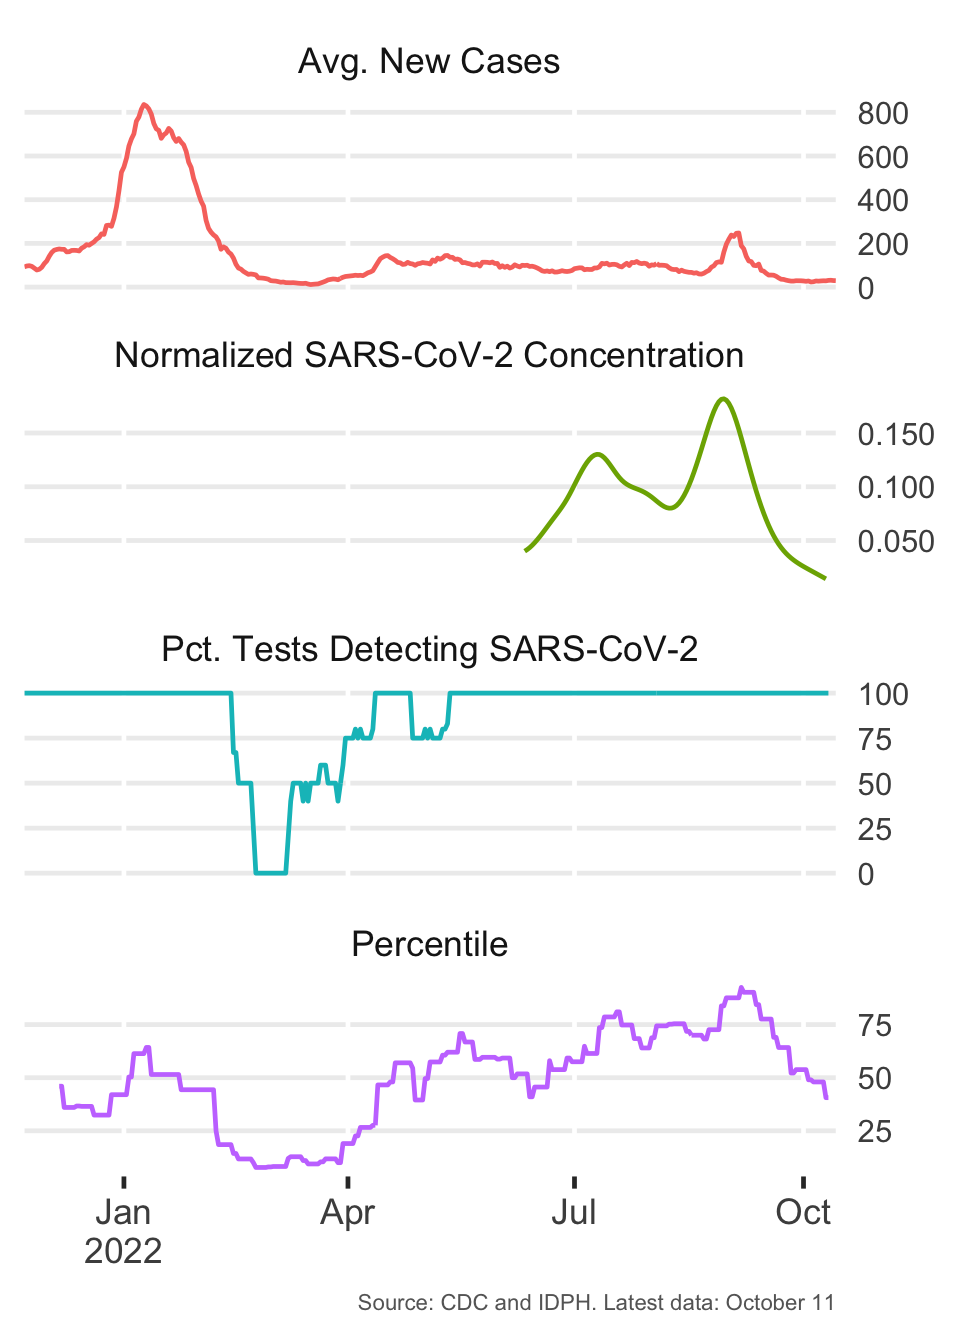 Avg. New Cases
800
600
400
200
0
Normalized SARS-CoV-2 Concentration
0.150
0.100
0.050
Pct. Tests Detecting SARS-CoV-2
100
75
50
25
0
Percentile
75
50
25
Jan Apr Jul Oct
2022
Source: CDC and IDPH. Latest data: October 11